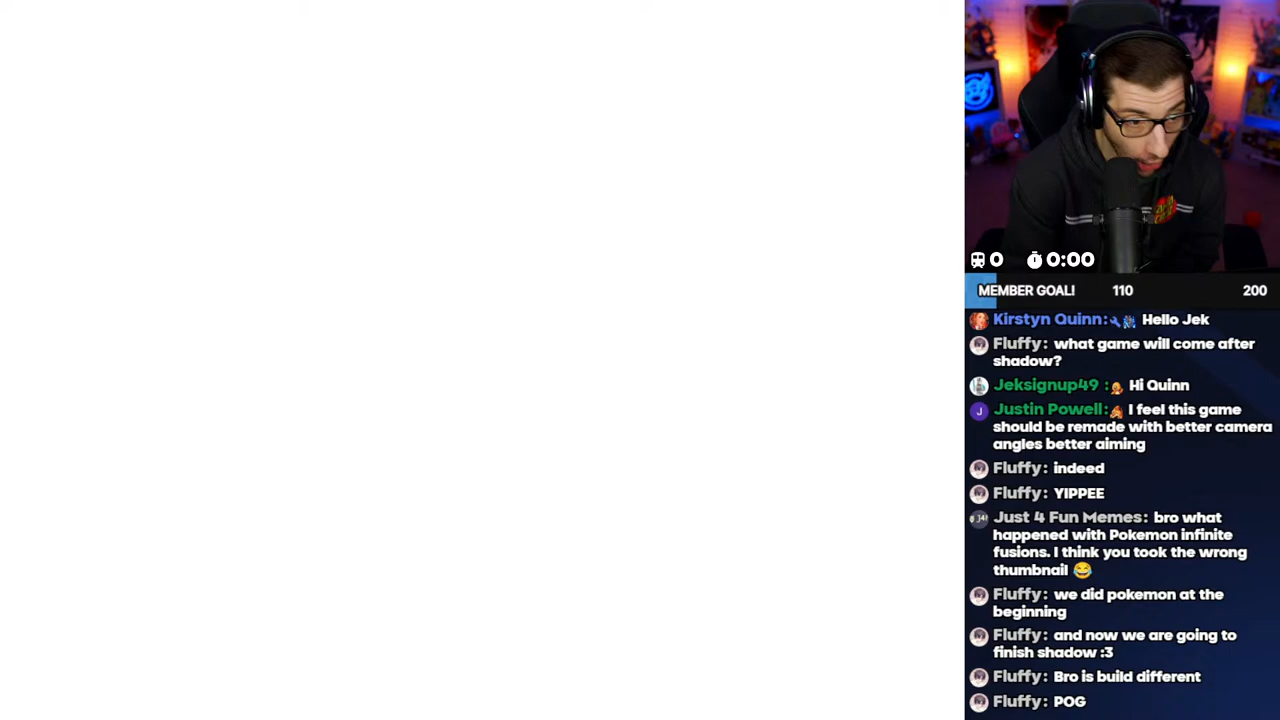 0 0:00
MEMBER GOAL! 110 200
Kirstyn Quinn: Hello Jek
Fluffy: what game will come after
shadow?
Jeksignup49 : Hi Quinn
J Justin Powell: I feel this game
should be remade with better camera
angles better aiming
Fluffy: indeed
Fluffy: YIPPEE
Just 4 Fun Memes: bro what
happened with Pokemon infinite
fusions. I think you took the wrong
thumbnail 😂
Fluffy: we did pokemon at the
beginning
Fluffy: and now we are going to
finish shadow :3
Fluffy: Bro is build different
Fluffy: POG